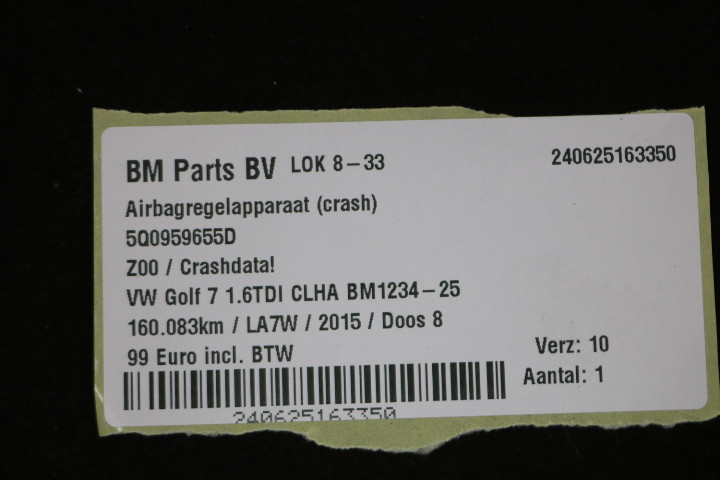 BM Parts BV LOK 8-33 240625163350
Airbagregelapparaat (crash)
5Q0959655D
Z00 / Crashdata!
VW Golf 7 1.6TDI CLHA BM1234-25
160.083km / LA7W / 2015 / Doos 8
99 Euro incl. BTW Verz: 10
Aantal: 1
240625163350